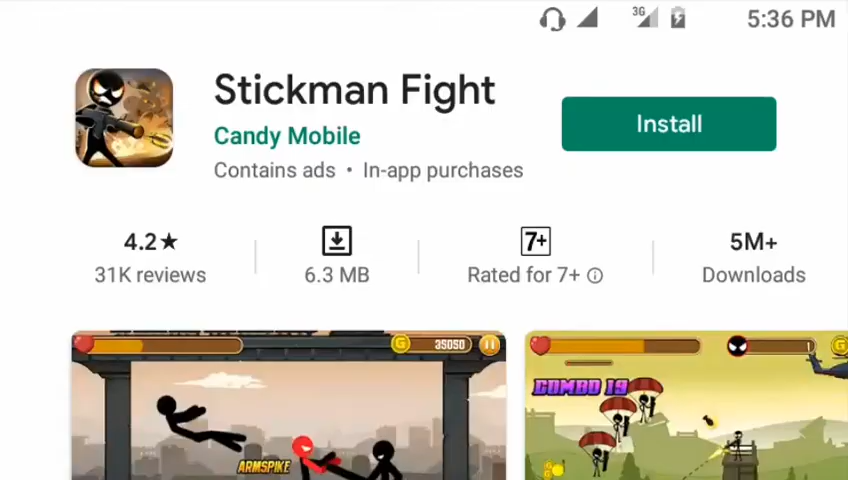 3G 5:36 PM
Stickman Fight
Candy Mobile
Contains ads • In-app purchases
Install
4.2★
31K reviews
6.3 MB
7+
Rated for 7+
5M+
Downloads
G 35050
ARMSPIKE
1 G
COMBO 19
G